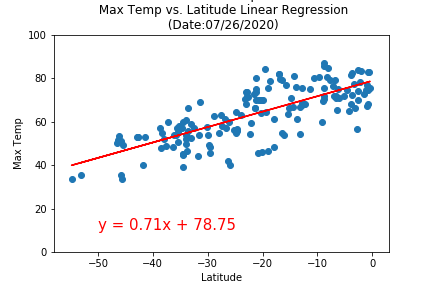 Max Temp vs. Latitude Linear Regression
(Date:07/26/2020)
100
80
60
40
20
0
Max Temp
y = 0.71x + 78.75
−50
−40
−30
−20
−10
0
Latitude